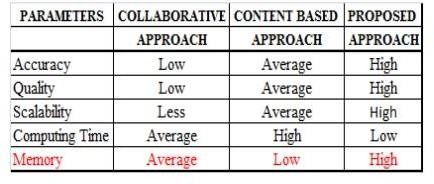 PARAMETERS COLLABORATIVE APPROACH CONTENT BASED APPROACH PROPOSED APPROACH
Accuracy Low Average High
Quality Low Average High
Scalability Less Average High
Computing Time Average High Low
Memory Average Low High